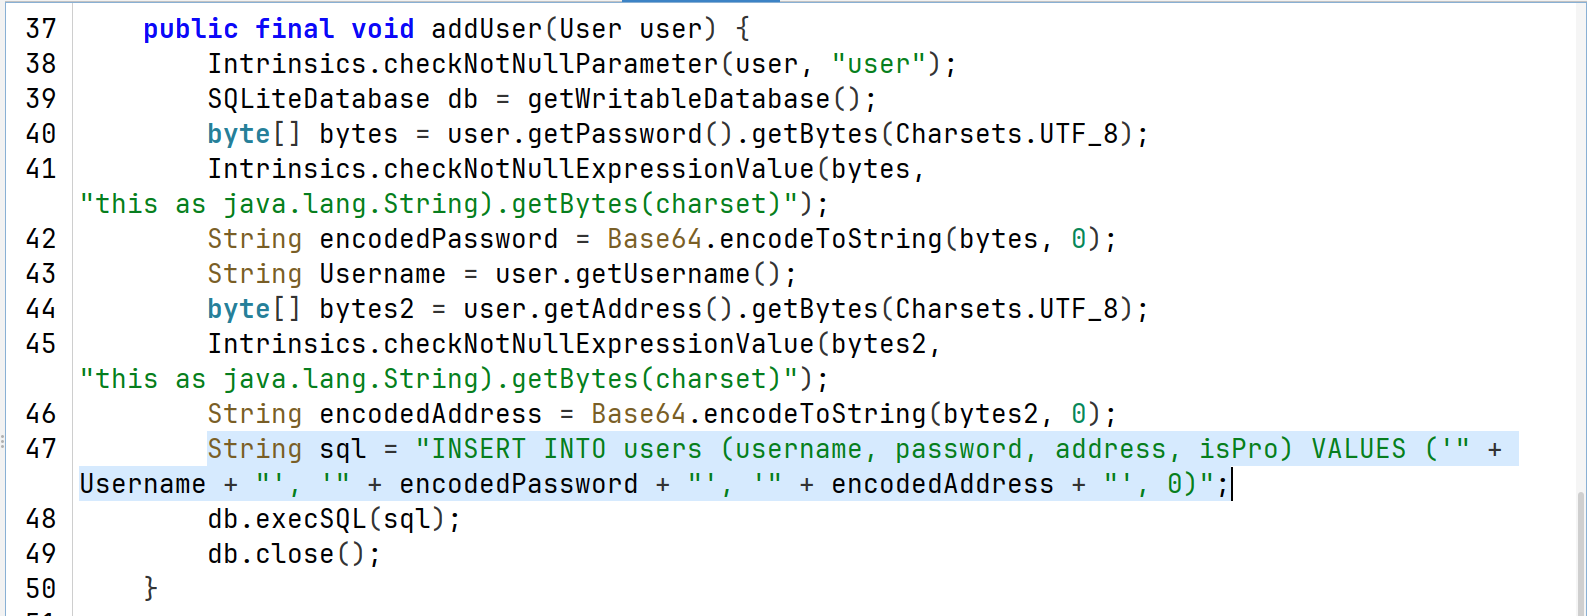 37 public final void addUser(User user) {
38 Intrinsics.checkNotNullParameter(user, "user");
39 SQLiteDatabase db = getWritableDatabase();
40 byte[] bytes = user.getPassword().getBytes(Charsets.UTF_8);
41 Intrinsics.checkNotNullExpressionValue(bytes,
"this as java.lang.String).getBytes(charset)");
42 String encodedPassword = Base64.encodeToString(bytes, 0);
43 String Username = user.getUsername();
44 byte[] bytes2 = user.getAddress().getBytes(Charsets.UTF_8);
45 Intrinsics.checkNotNullExpressionValue(bytes2,
"this as java.lang.String).getBytes(charset)");
46 String encodedAddress = Base64.encodeToString(bytes2, 0);
47 String sql = "INSERT INTO users (username, password, address, isPro) VALUES ('" +
Username + "', '" + encodedPassword + "', '" + encodedAddress + "', 0)";
48 db.execSQL(sql);
49 db.close();
50 }